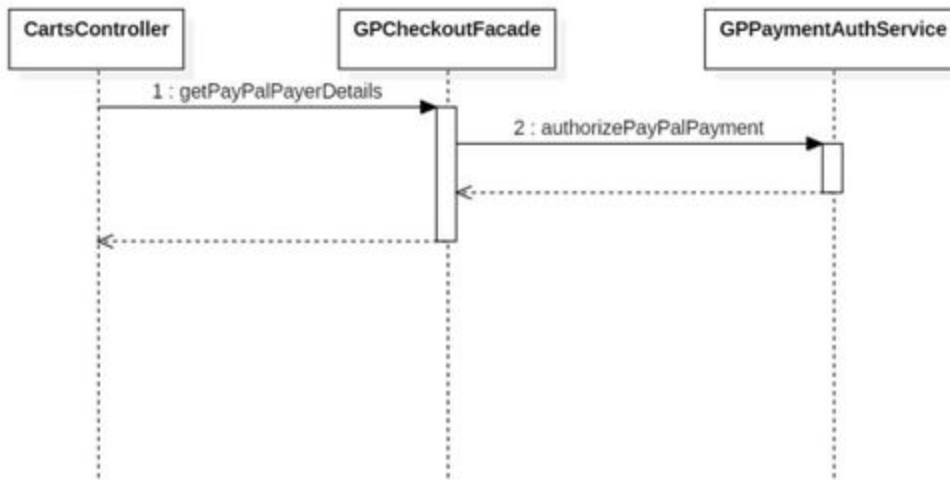 CartsController
GPCheckoutFacade
GPPaymentAuthService
1 : getPayPalPayerDetails
2 : authorizePayPalPayment